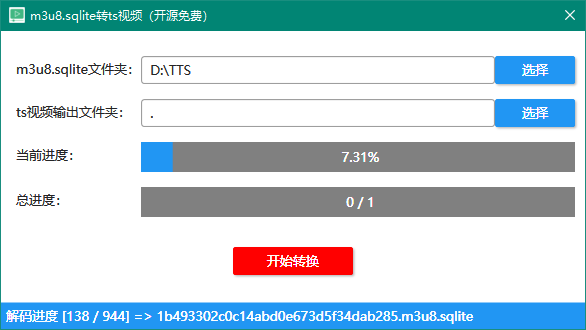 m3u8.sqlite转ts视频（开源免费）
m3u8.sqlite文件夹： D:\TTS 选择
ts视频输出文件夹： . 选择
当前进度： 7.31%
总进度： 0 / 1
开始转换
解码进度 [138 / 944] => 1b493302c0c14abd0e673d5f34dab285.m3u8.sqlite